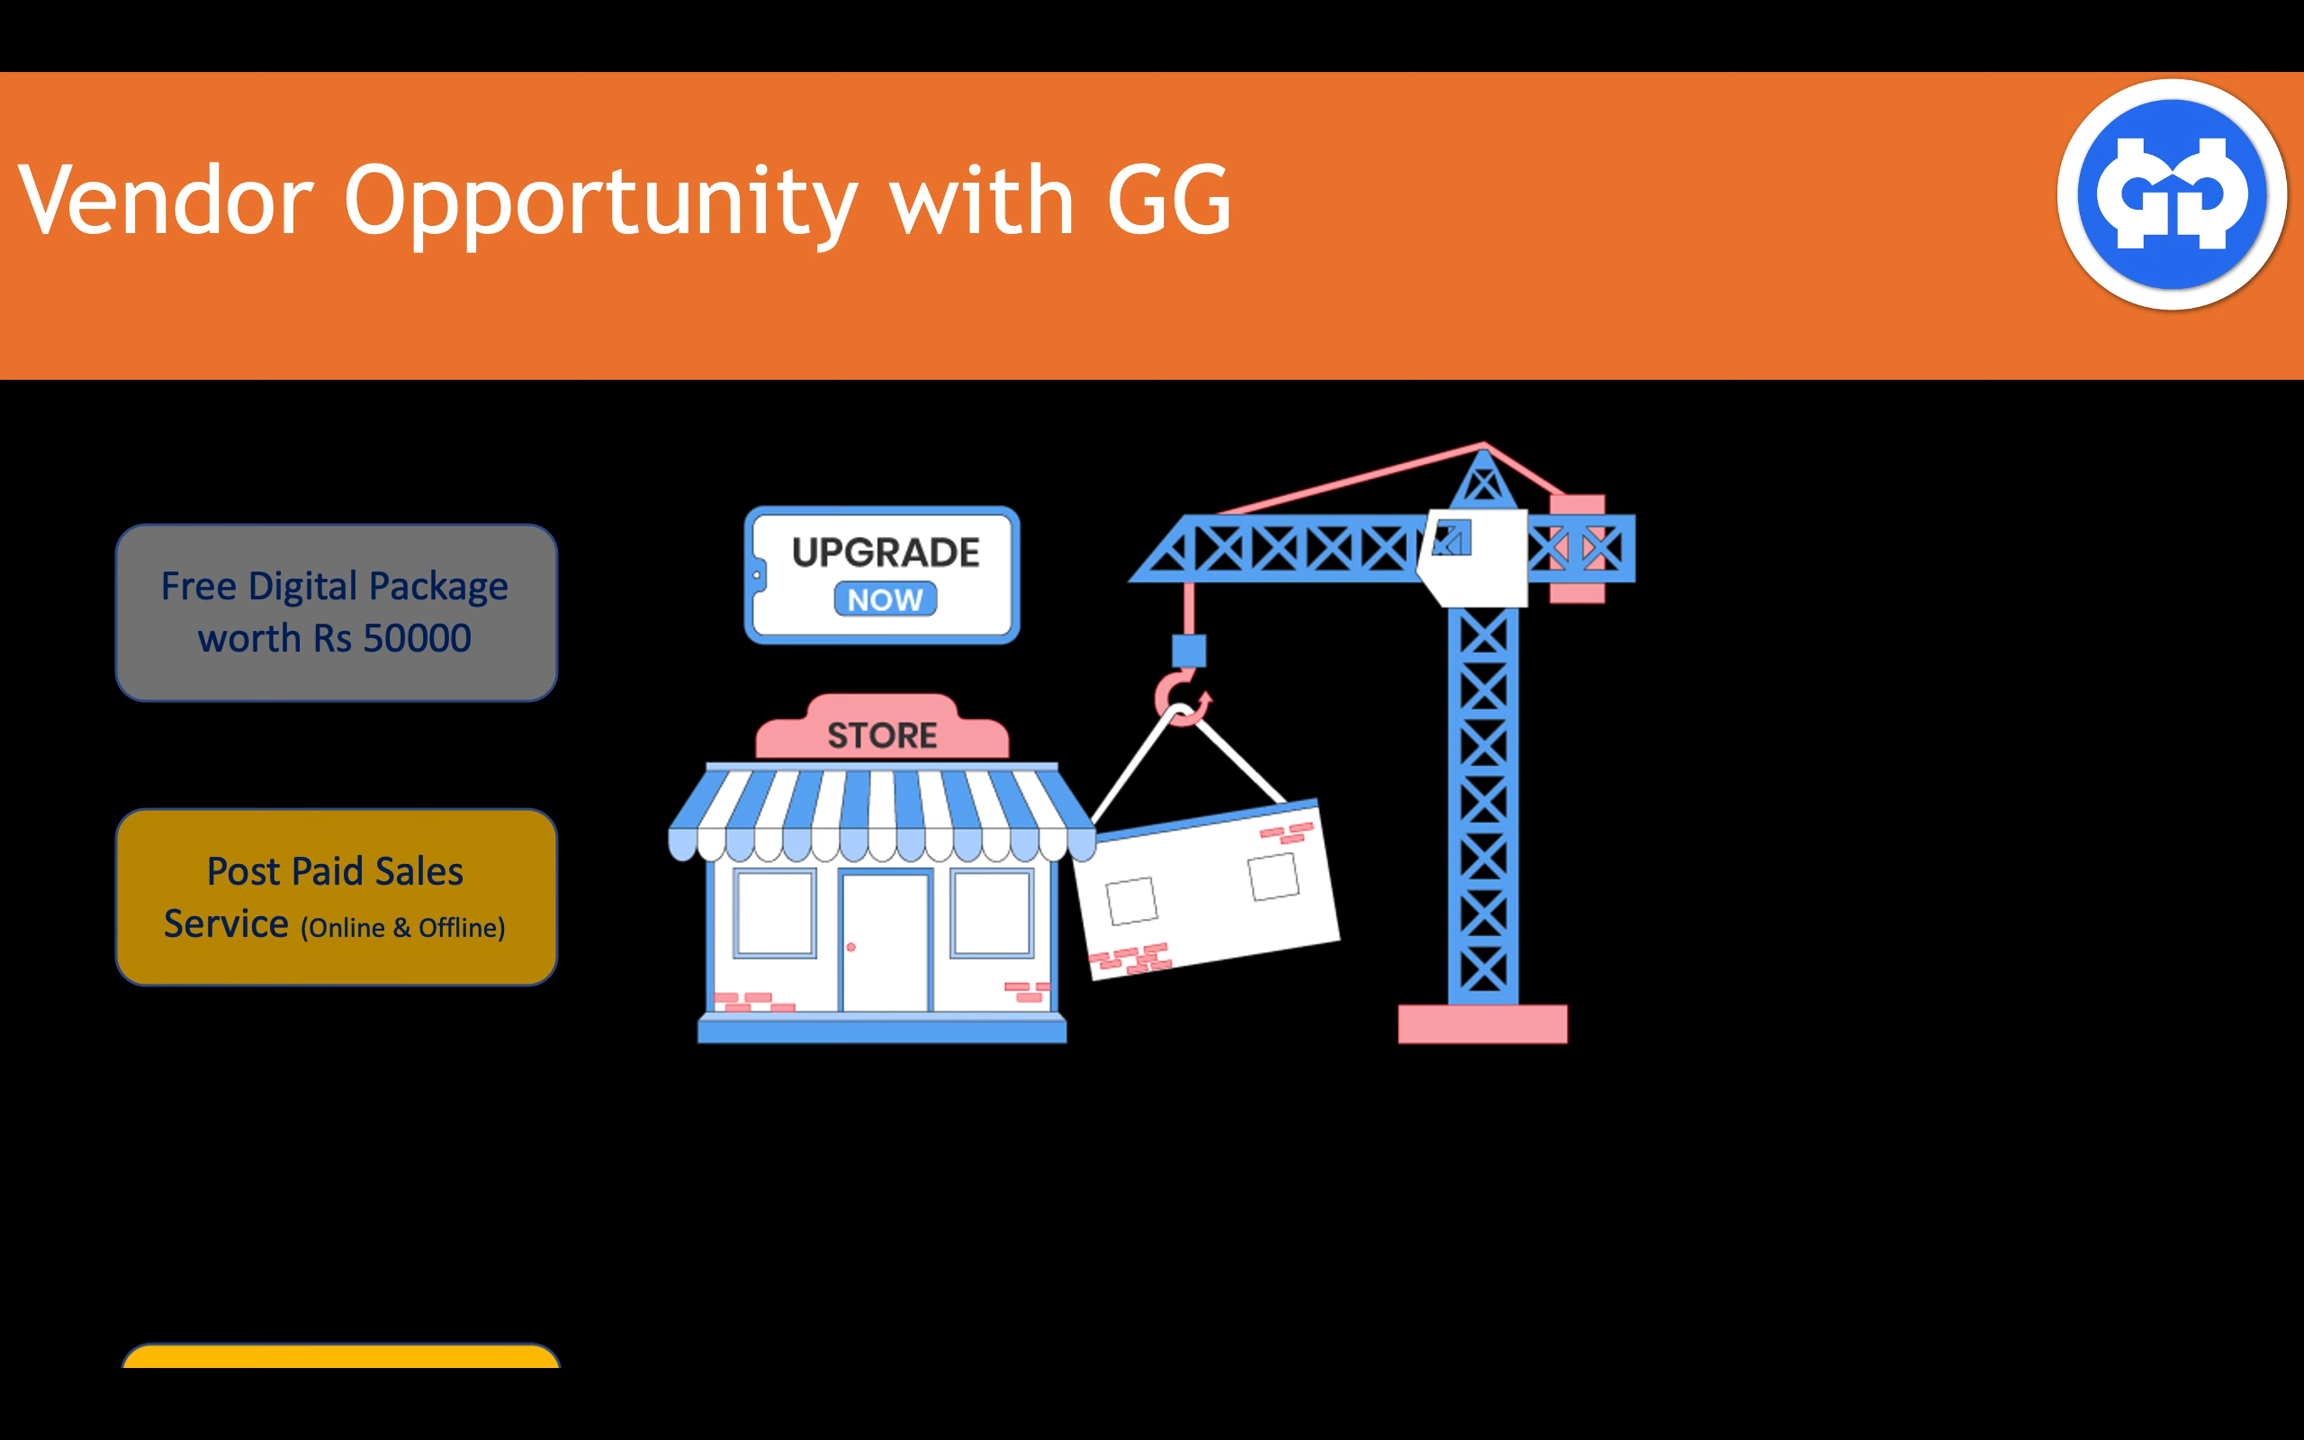 Vendor Opportunity with GG
Free Digital Package
worth Rs 50000
UPGRADE
NOW
STORE
Post Paid Sales
Service (Online & Offline)